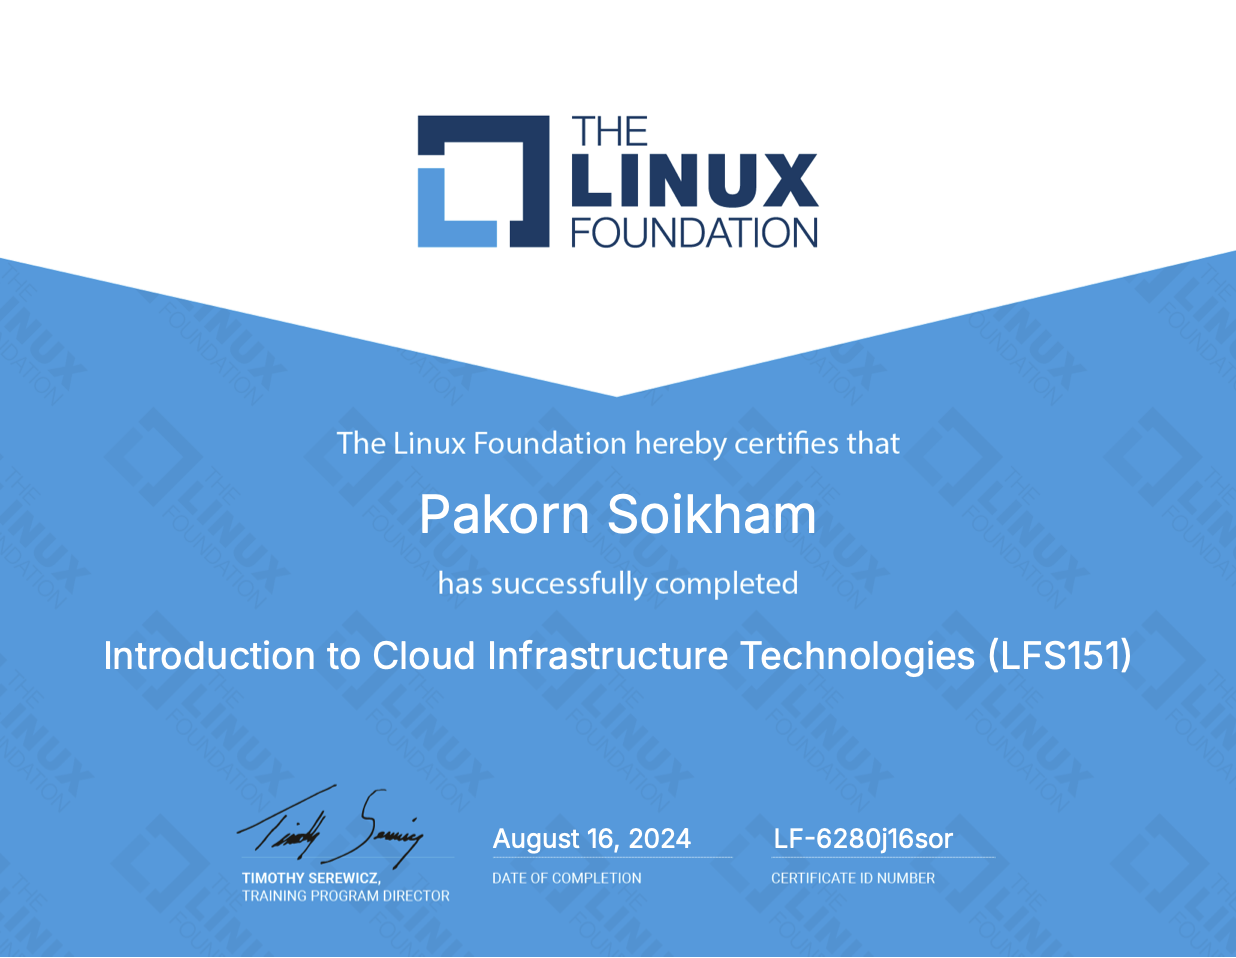 THE
LINUX
FOUNDATION
The Linux Foundation hereby certifies that
Pakorn Soikham
has successfully completed
Introduction to Cloud Infrastructure Technologies (LFS151)
Timothy Serewicz
August 16, 2024
LF-6280j16sor
TIMOTHY SEREWICZ,
TRAINING PROGRAM DIRECTOR
DATE OF COMPLETION
CERTIFICATE ID NUMBER